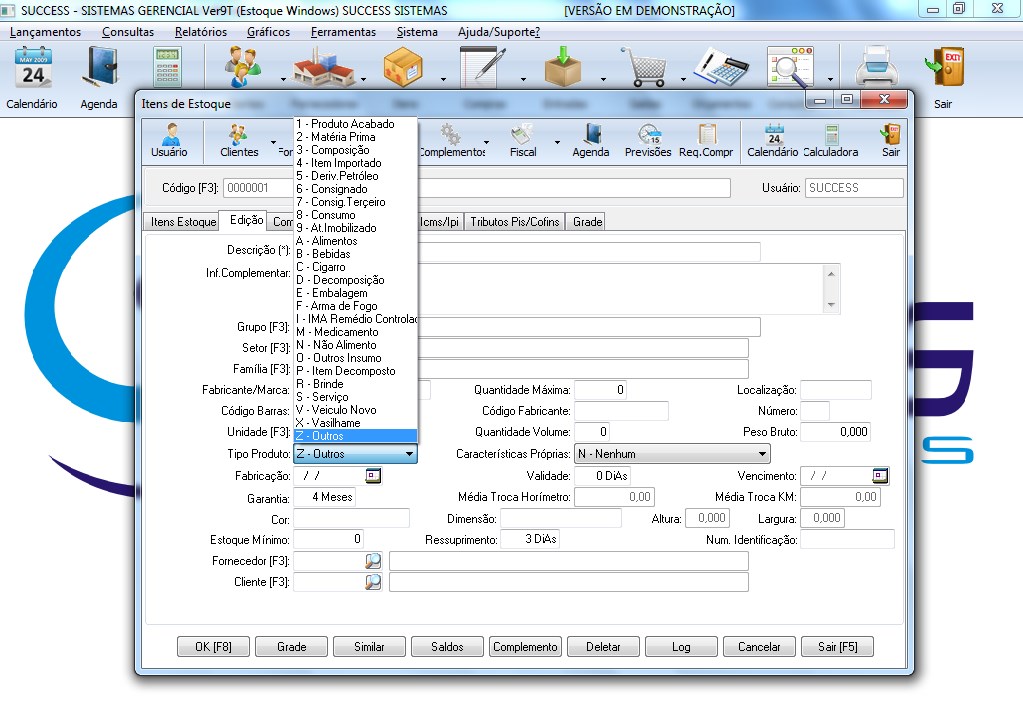 SUCCESS - SISTEMAS GERENCIAL Ver9T (Estoque Windows) SUCCESS SISTEMAS [VERSÃO EM DEMONSTRAÇÃO]
Lançamentos Consultas Relatórios Gráficos Ferramentas Sistema Ajuda/Suporte?
MAY 2009
24
Calendário Agenda Sair
EXIT
Itens de Estoque
Usuário Clientes For Complementos Fiscal Agenda Previsões Req.Compr Calendário Calculadora Sair
Código [F3]: 0000001 Usuário: SUCCESS
Itens Estoque Edição Com Icms/Ipi Tributos Pis/Cofins Grade
1 - Produto Acabado
2 - Matéria Prima
3 - Composição
4 - Item Importado
5 - Deriv.Petróleo
6 - Consignado
7 - Consig.Terceiro
8 - Consumo
9 - At.Imobilizado
A - Alimentos
B - Bebidas
C - Cigarro
D - Decomposição
E - Embalagem
F - Arma de Fogo
I - IMA Remédio Controlac
M - Medicamento
N - Não Alimento
O - Outros Insumo
P - Item Decomposto
R - Brinde
S - Serviço
V - Veiculo Novo
X - Vasilhame
Z - Outros
Descrição (*):
Inf.Complementar:
Grupo [F3]:
Setor [F3]:
Família [F3]:
Fabricante/Marca: Quantidade Máxima: 0 Localização:
Código Barras: Código Fabricante: Número:
Unidade [F3]: Quantidade Volume: 0 Peso Bruto: 0,000
Tipo Produto: Z - Outros Características Próprias: N - Nenhum
Fabricação: / / Validade: 0 DiAs Vencimento: / /
Garantia: 4 Meses Média Troca Horímetro: 0,00 Média Troca KM: 0,00
Cor: Dimensão: Altura: 0,000 Largura: 0,000
Estoque Mínimo: 0 Ressuprimento: 3 DiAs Num. Identificação:
Fornecedor [F3]:
Cliente [F3]:
OK [F8] Grade Similar Saldos Complemento Deletar Log Cancelar Sair [F5]